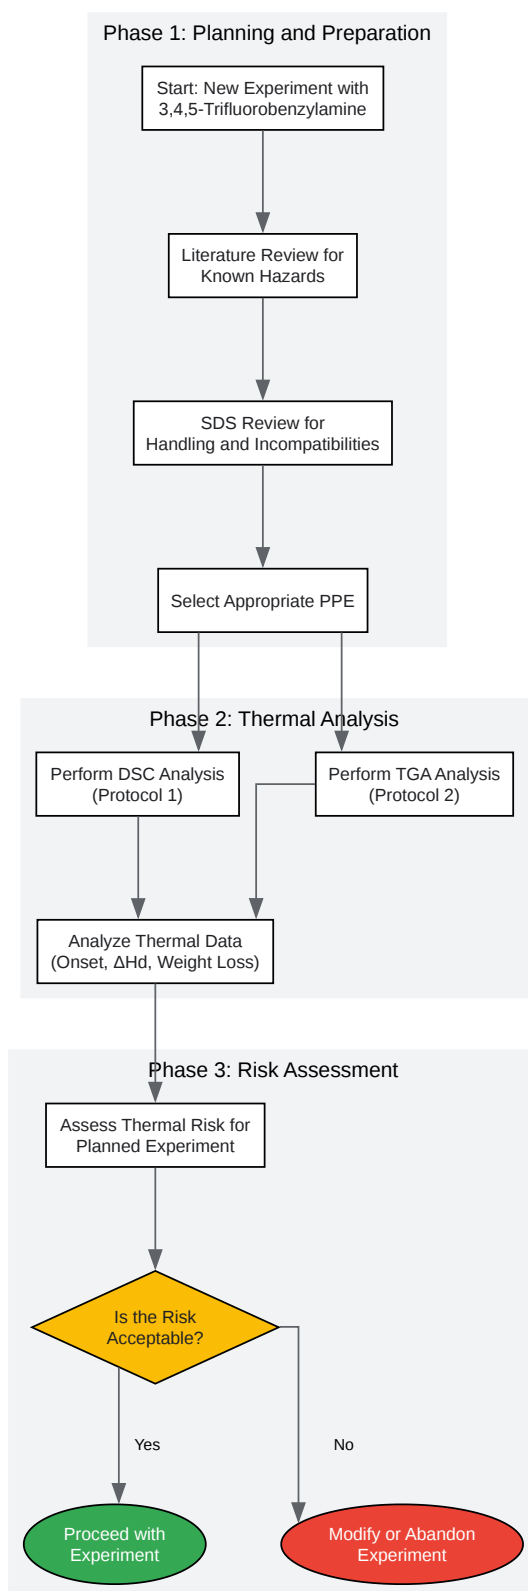 Phase 1: Planning and Preparation
Start: New Experiment with
3,4,5-Trifluorobenzylamine
Literature Review for
Known Hazards
SDS Review for
Handling and Incompatibilities
Select Appropriate PPE
Phase 2: Thermal Analysis
Perform DSC Analysis
(Protocol 1)
Perform TGA Analysis
(Protocol 2)
Analyze Thermal Data
(Onset, ΔHd, Weight Loss)
Phase 3: Risk Assessment
Assess Thermal Risk for
Planned Experiment
Is the Risk
Acceptable?
Yes
No
Proceed with
Experiment
Modify or Abandon
Experiment